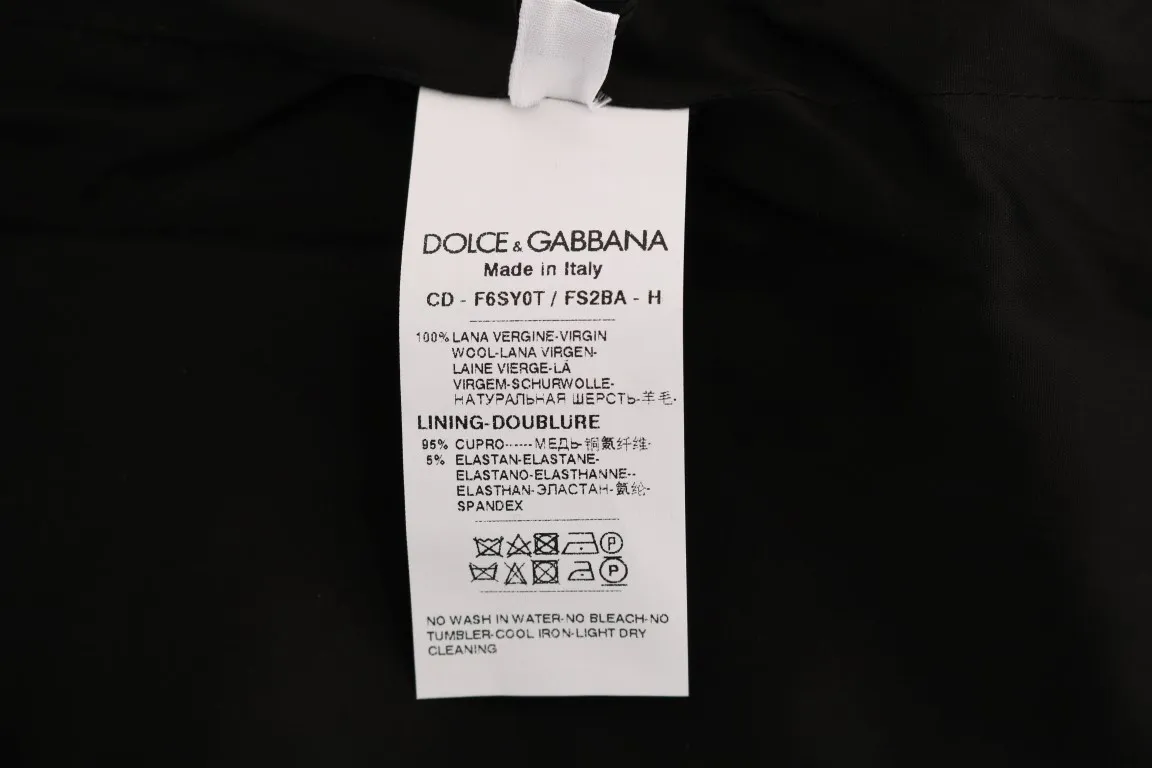 DOLCE & GABBANA
Made in Italy
CD - F6SY0T / FS2BA - H
100% LANA VERGINE-VIRGIN
WOOL-LANA VIRGEN-
LAINE VIERGE-LÃ
VIRGEM-SCHURWOLLE-
НАТУРАЛЬНАЯ ШЕРСТЬ-羊毛-
LINING-DOUBLURE
95% CUPRO------МЕДЬ-铜氨纤维-
5% ELASTAN-ELASTANE-
ELASTANO-ELASTHANNE--
ELASTHAN-ЭЛАСТАН-氨纶-
SPANDEX
P
P
NO WASH IN WATER-NO BLEACH-NO
TUMBLER-COOL IRON-LIGHT DRY
CLEANING